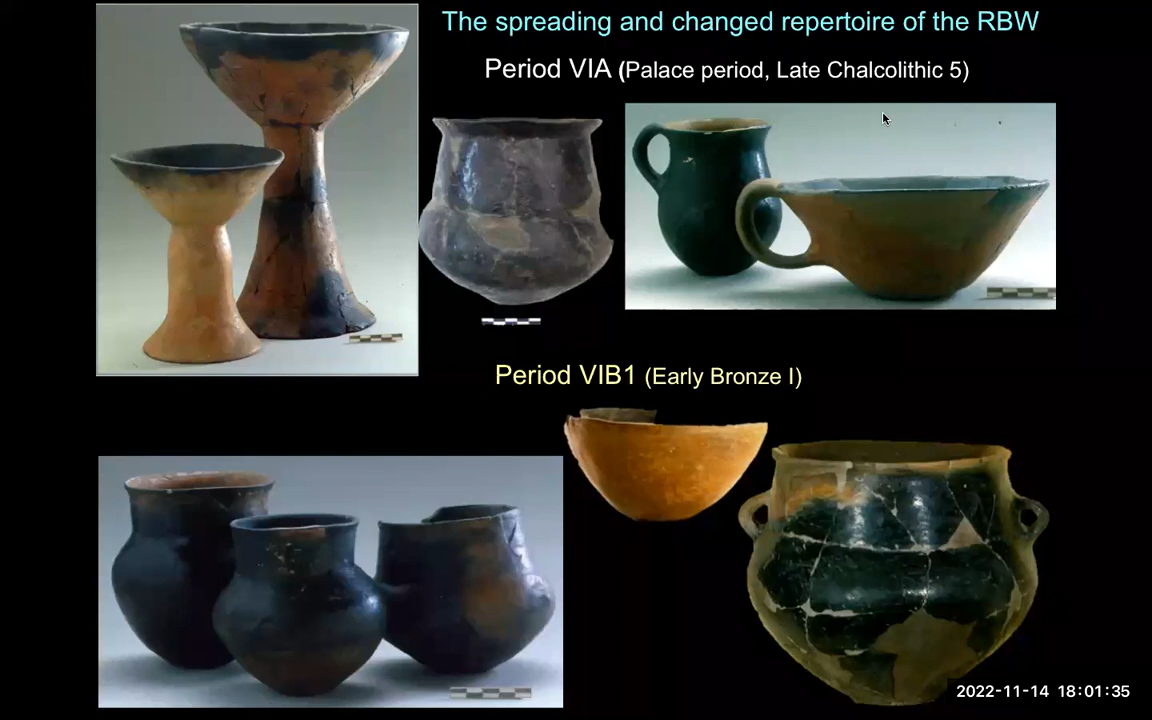 The spreading and changed repertoire of the RBW
Period VIA (Palace period, Late Chalcolithic 5)
Period VIB1 (Early Bronze I)
2022-11-14 18:01:35